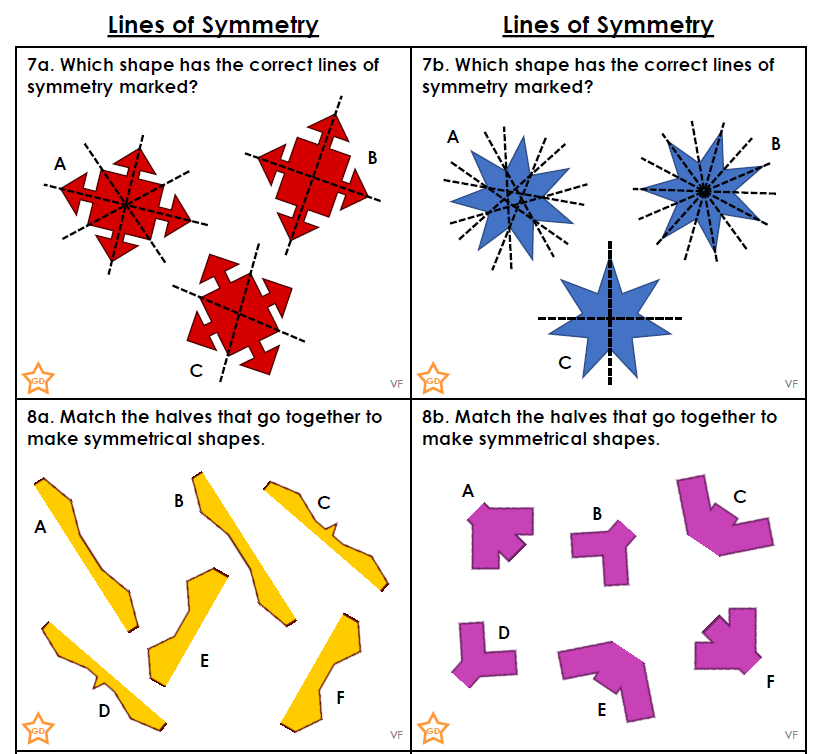 Lines of Symmetry
7a. Which shape has the correct lines of
symmetry marked?
A
B
C
GD
VF
Lines of Symmetry
7b. Which shape has the correct lines of
symmetry marked?
A
B
C
GD
VF
8a. Match the halves that go together to
make symmetrical shapes.
A
B
C
D
E
F
GD
VF
8b. Match the halves that go together to
make symmetrical shapes.
A
B
C
D
E
F
GD
VF